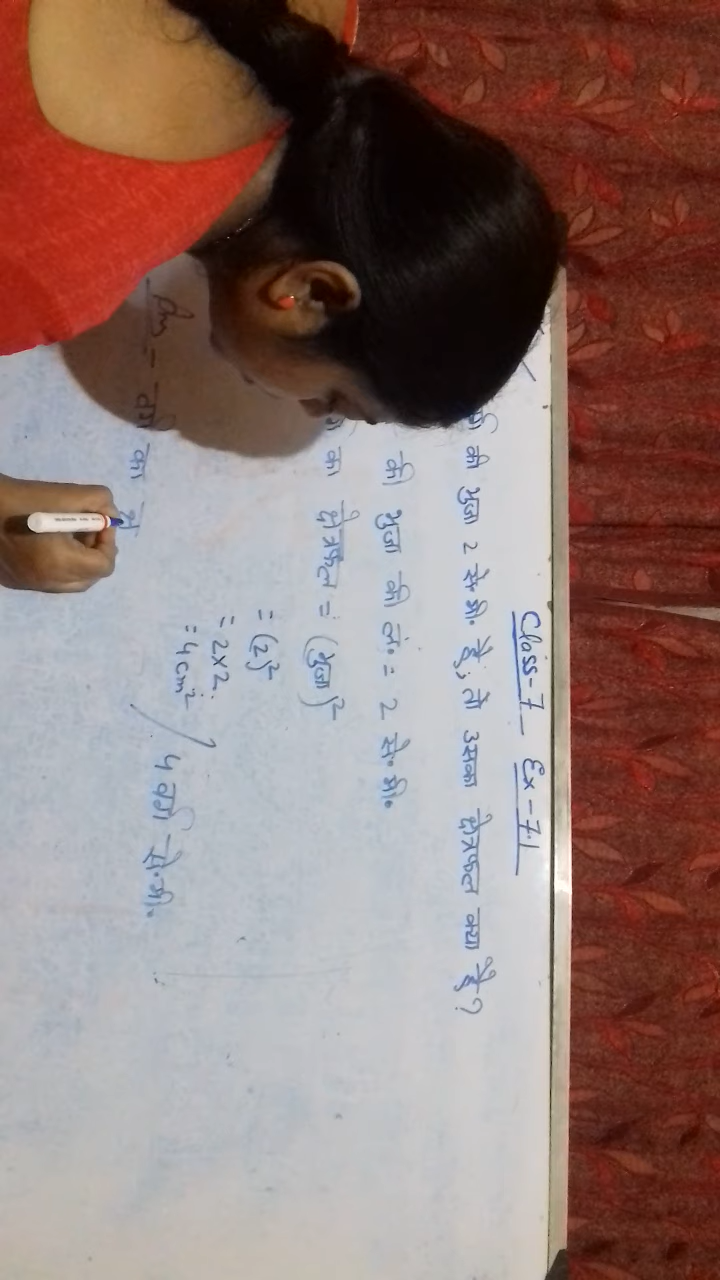 Class-7 Ex-7.1
की भुजा 2 से.मी. है, तो उसका क्षेत्रफल क्या है?
की भुजा की लं. = 2 से.मी.
का क्षेत्रफल = (भुजा)²
= (2)²
= 2×2
= 4cm² / 4 वर्ग से.मी.
Ans = वर्ग का क्षे